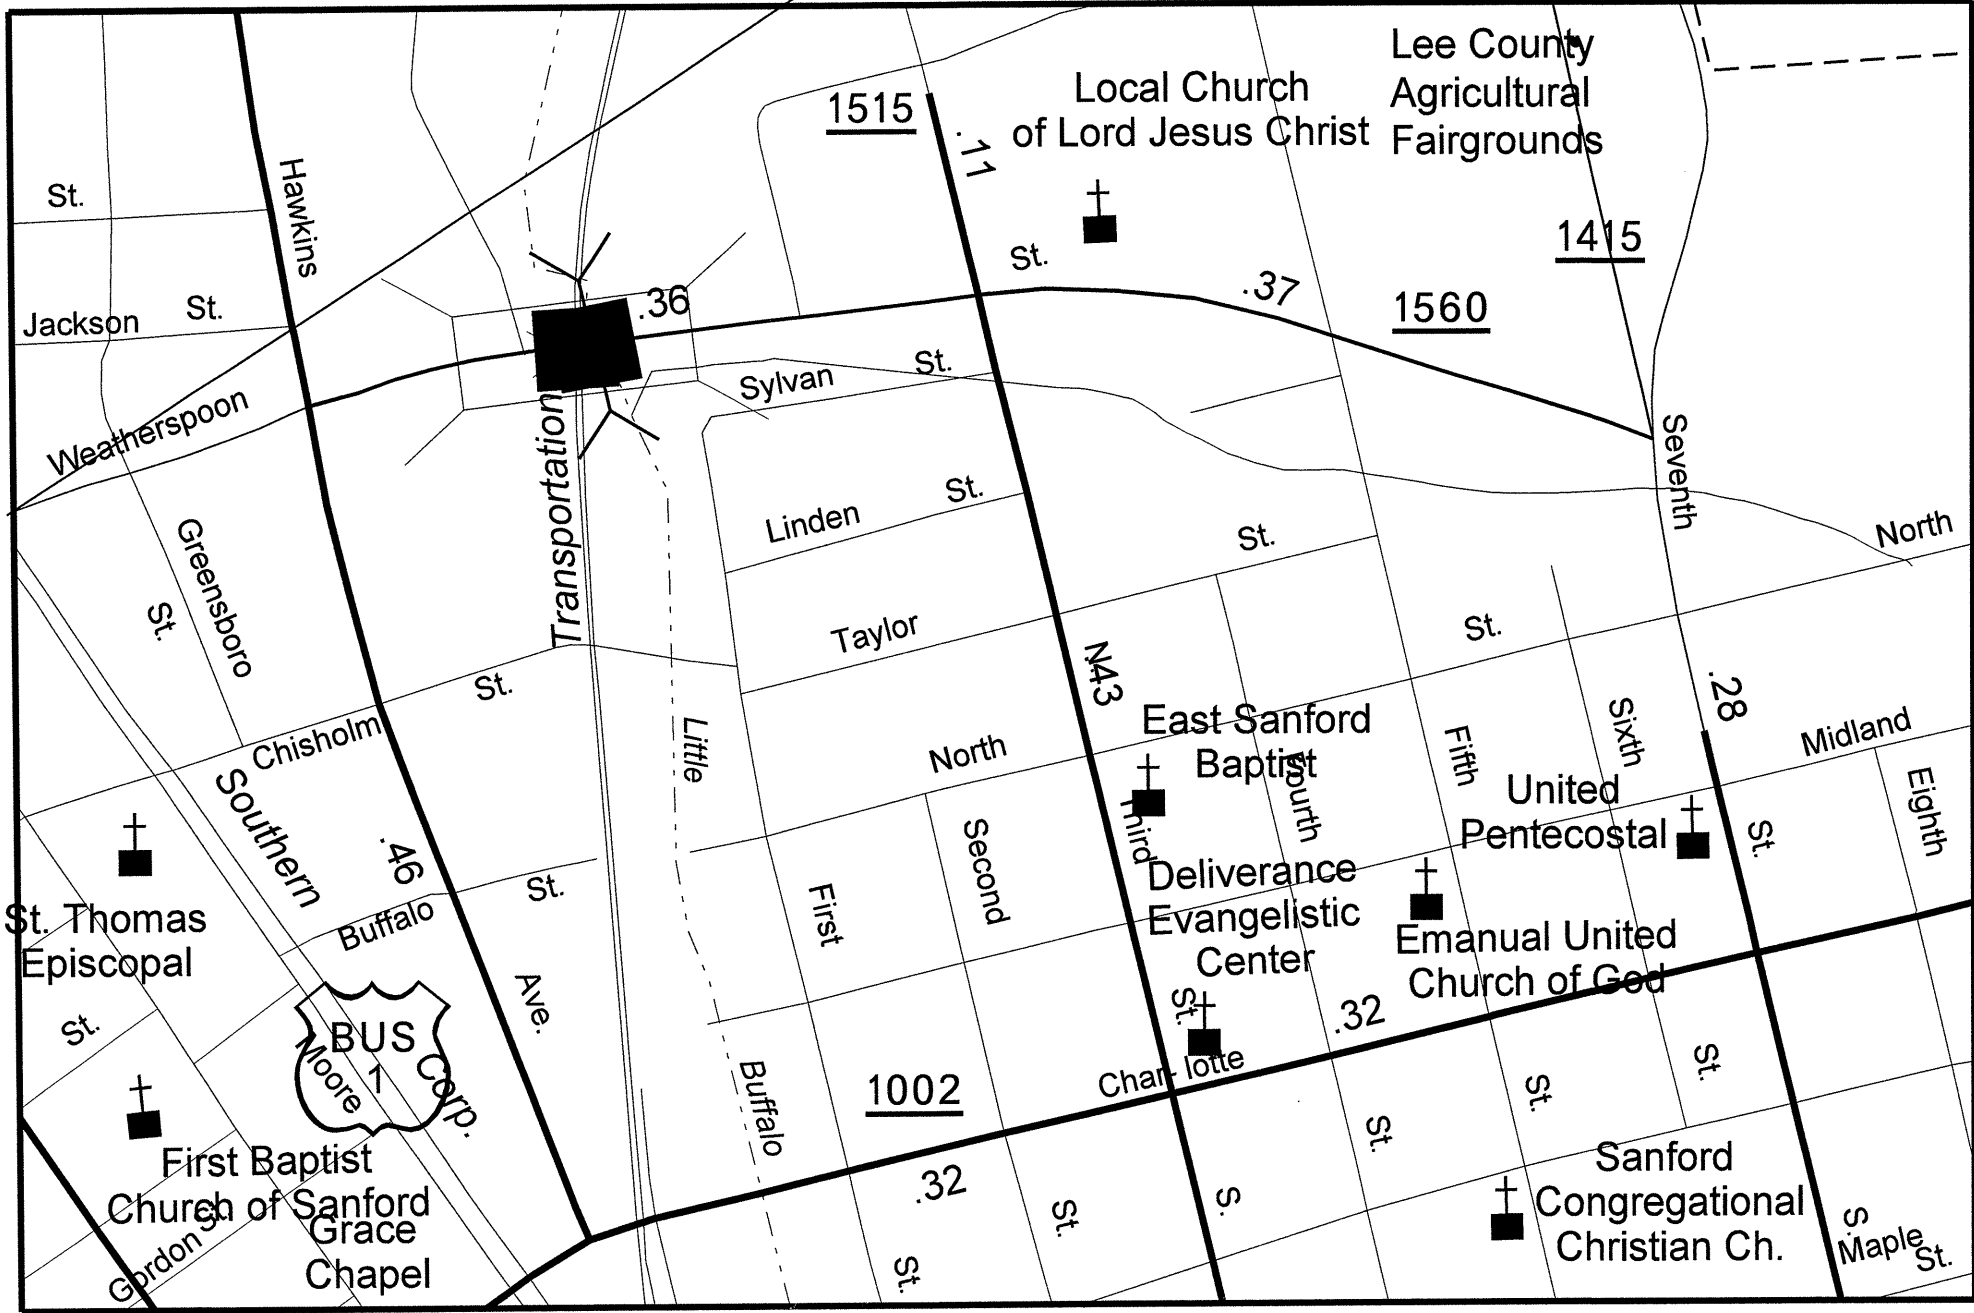 Lee County
Agricultural
Fairgrounds
Local Church
of Lord Jesus Christ
1515
.11
St.
Hawkins
1415
St.
.36
.37
1560
Jackson
St.
Sylvan
St.
Weatherspoon
Seventh
Transportation
Linden
St.
St.
North
Greensboro
St.
Taylor
St.
N
.43
St.
.28
Chisholm
Little
North
East Sanford
Baptist
Fourth
Fifth
Sixth
Midland
Eighth
Southern
United
Pentecostal
Third
.46
St.
Second
St.
Buffalo
First
Deliverance
Evangelistic
Center
St. Thomas
Episcopal
Emanual United
Church of God
Ave.
St.
St.
.32
BUS
1
Moore
Corp.
Char- lotte
1002
Buffalo
St.
St.
St.
First Baptist
Church of Sanford
.32
Sanford
Congregational
Christian Ch.
St.
S.
S.
Gordon St.
Grace
Chapel
St.
Maple St.